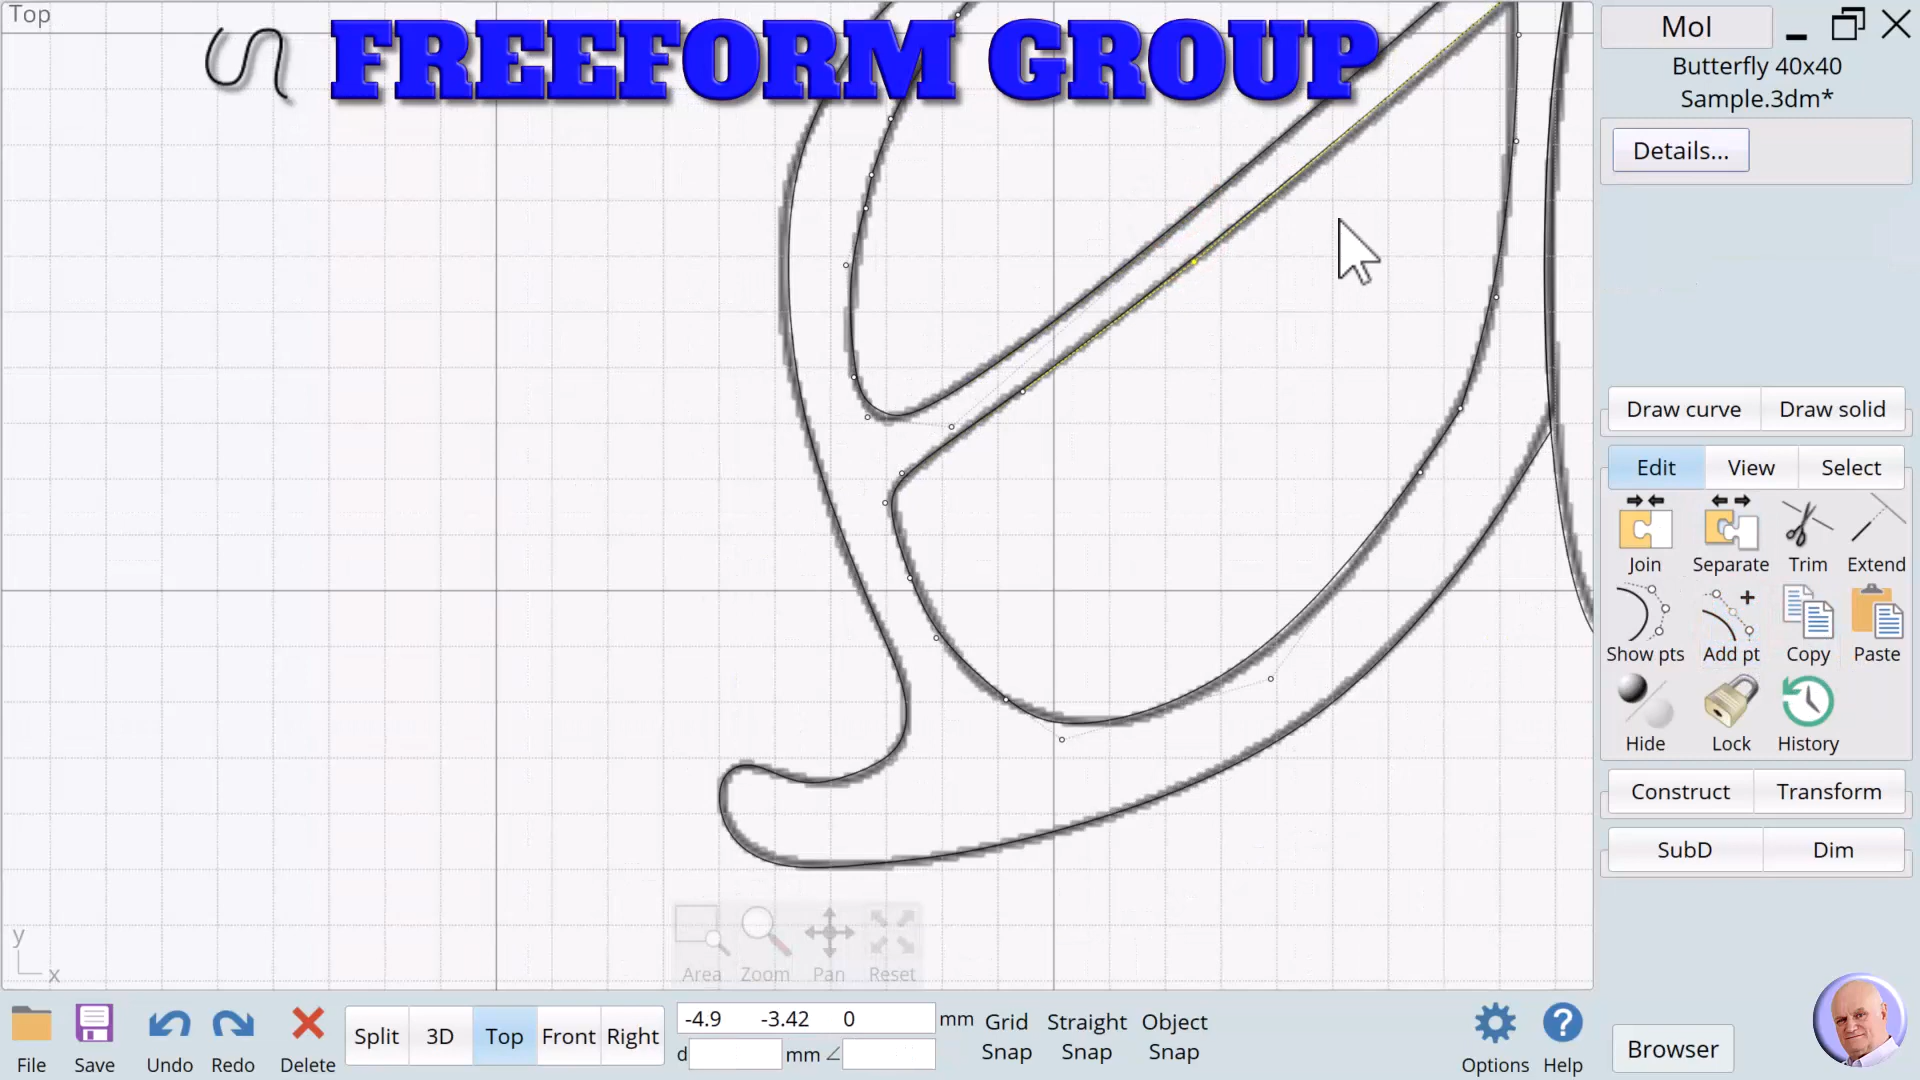 Top
FREEFORM GROUP
MoI
Butterfly 40x40
Sample.3dm*
Details...
Draw curve Draw solid
Edit View Select
Join Separate Trim Extend
Show pts Add pt Copy Paste
Hide Lock History
Construct Transform
SubD Dim
y
x
Area Zoom Pan Reset
File Save Undo Redo Delete
Split 3D Top Front Right
-4.9 -3.42 0 mm
d mm ∠
Grid Snap
Straight Snap
Object Snap
Options Help
Browser